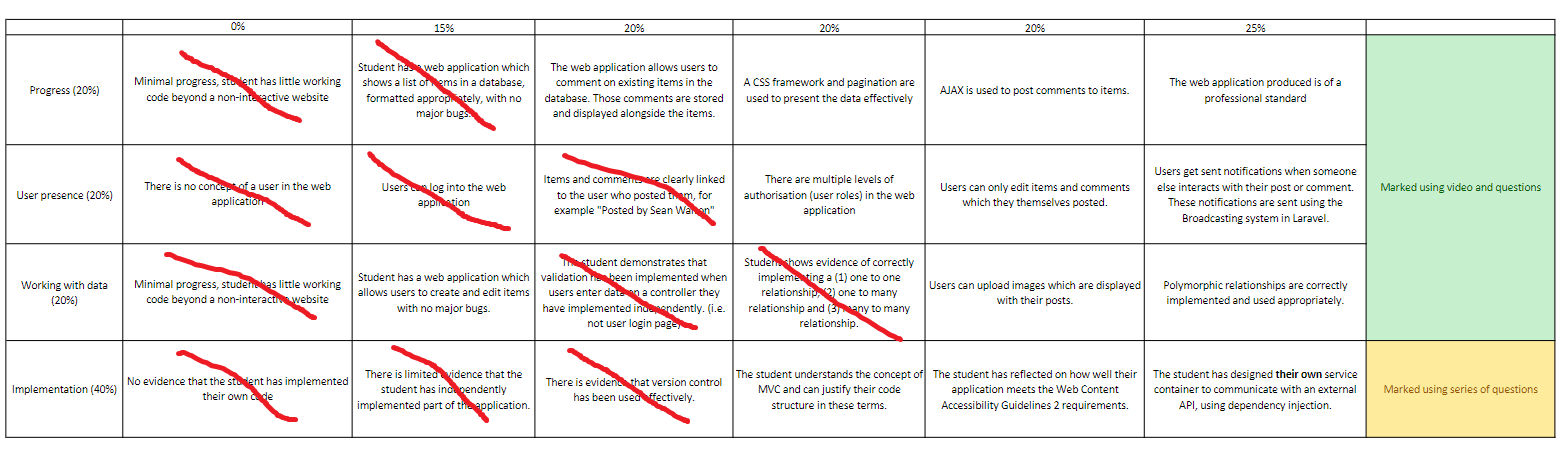 0% 15% 20% 20% 20% 25%
Progress (20%)
Minimal progress, student has little working
code beyond a non-interactive website
Student has a web application which
shows a list of items in a database,
formatted appropriately, with no
major bugs.
The web application allows users to
comment on existing items in the
database. Those comments are stored
and displayed alongside the items.
A CSS framework and pagination are
used to present the data effectively
AJAX is used to post comments to items.
The web application produced is of a
professional standard
Marked using video and questions
User presence (20%)
There is no concept of a user in the web
application
Users can log into the web
application
Items and comments are clearly linked
to the user who posted them, for
example "Posted by Sean Walton"
There are multiple levels of
authorisation (user roles) in the web
application
Users can only edit items and comments
which they themselves posted.
Users get sent notifications when someone
else interacts with their post or comment.
These notifications are sent using the
Broadcasting system in Laravel.
Working with data
(20%)
Minimal progress, student has little working
code beyond a non-interactive website
Student has a web application which
allows users to create and edit items
with no major bugs.
The student demonstrates that
validation has been implemented when
users enter data on a controller they
have implemented independently. (i.e.
not user login page)
Student shows evidence of correctly
implementing a (1) one to one
relationship, (2) one to many
relationship and (3) many to many
relationship.
Users can upload images which are displayed
with their posts.
Polymorphic relationships are correctly
implemented and used appropriately.
Implementation (40%)
No evidence that the student has implemented
their own code
There is limited evidence that the
student has independently
implemented part of the application.
There is evidence that version control
has been used effectively.
The student understands the concept of
MVC and can justify their code
structure in these terms.
The student has reflected on how well their
application meets the Web Content
Accessibility Guidelines 2 requirements.
The student has designed their own service
container to communicate with an external
API, using dependency injection.
Marked using series of questions